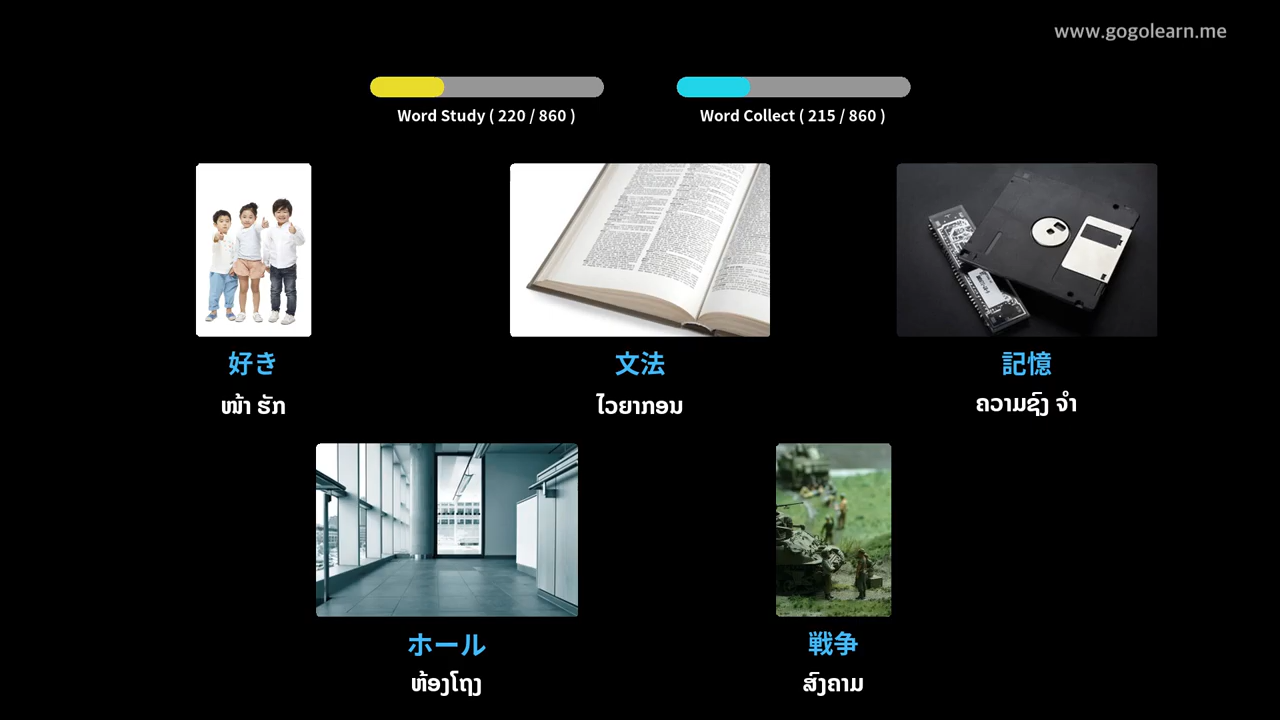 www.gogolearn.me
Word Study ( 220 / 860 )
Word Collect ( 215 / 860 )
好き
ໜ້າ ຮັກ
文法
ໄວຍາກອນ
記憶
ຄວາມຊົງ ຈຳ
ホール
ຫ້ອງໂຖງ
戦争
ສົງຄາມ